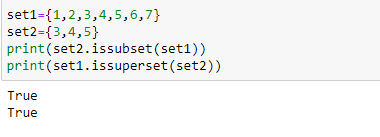 set1={1,2,3,4,5,6,7}
set2={3,4,5}
print(set2.issubset(set1))
print(set1.issuperset(set2))
True
True